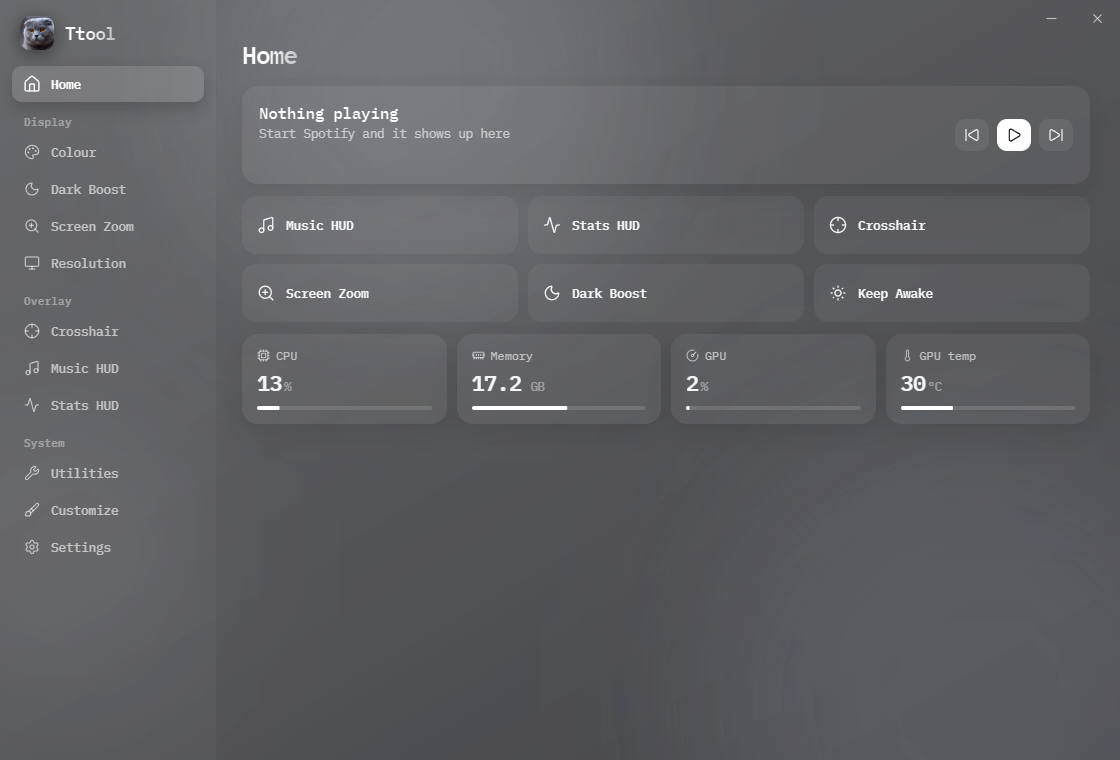 Ttool
Home
Display
Colour
Dark Boost
Screen Zoom
Resolution
Overlay
Crosshair
Music HUD
Stats HUD
System
Utilities
Customize
Settings
Home
Nothing playing
Start Spotify and it shows up here
Music HUD
Stats HUD
Crosshair
Screen Zoom
Dark Boost
Keep Awake
CPU
13%
Memory
17.2 GB
GPU
2%
GPU temp
30°C